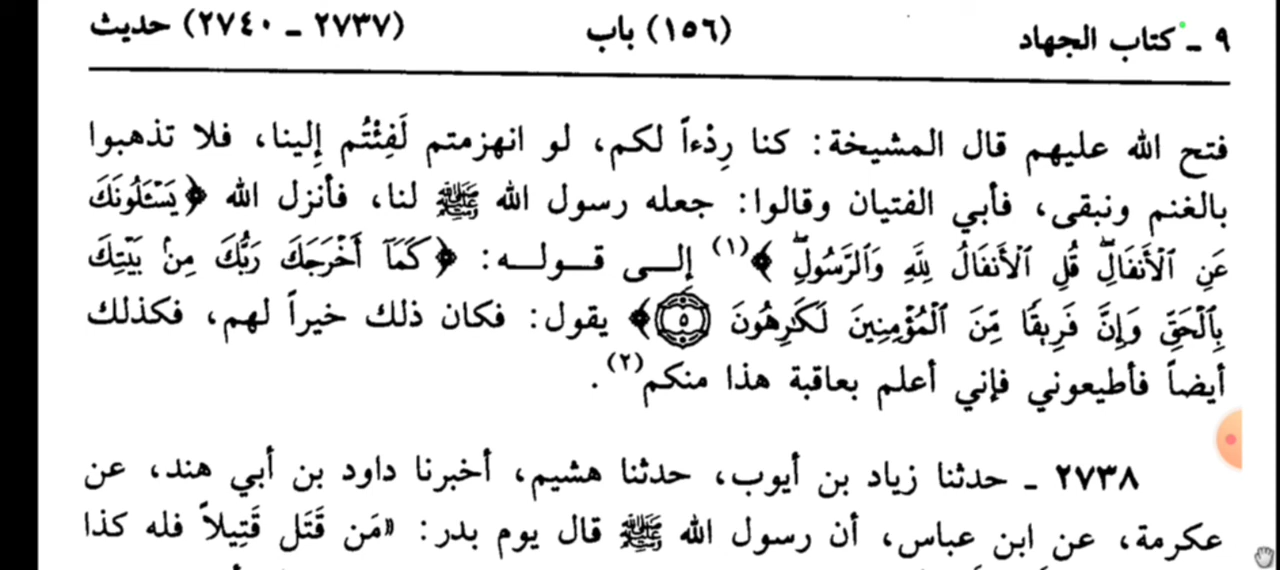 ٩ ـ كتاب الجهاد (١٥٦) باب (٢٧٣٧ ـ ٢٧٤٠) حديث
فتح الله عليهم قال المشيخة: كنا رِدْءاً لكم، لو انهزمتم لَفِئْتُم إلينا، فلا تذهبوا
بالغنم ونبقى، فأبي الفتيان وقالوا: جعله رسول الله ﷺ لنا، فأنزل الله ﴿يَسْـَٔلُونَكَ
عَنِ ٱلْأَنفَالِۖ قُلِ ٱلْأَنفَالُ لِلَّهِ وَٱلرَّسُولِۖ﴾(١) إلـى قـولـه: ﴿كَمَآ أَخْرَجَكَ رَبُّكَ مِنۢ بَيْتِكَ
بِٱلْحَقِّ وَإِنَّ فَرِيقًا مِّنَ ٱلْمُؤْمِنِينَ لَكَٰرِهُونَ ٥﴾ يقول: فكان ذلك خيراً لهم، فكذلك
أيضاً فأطيعوني فإني أعلم بعاقبة هذا منكم(٢).
٢٧٣٨ ـ حدثنا زياد بن أيوب، حدثنا هشيم، أخبرنا داود بن أبي هند، عن
عكرمة، عن ابن عباس، أن رسول الله ﷺ قال يوم بدر: «مَن قَتَل قَتِيلاً فله كذا